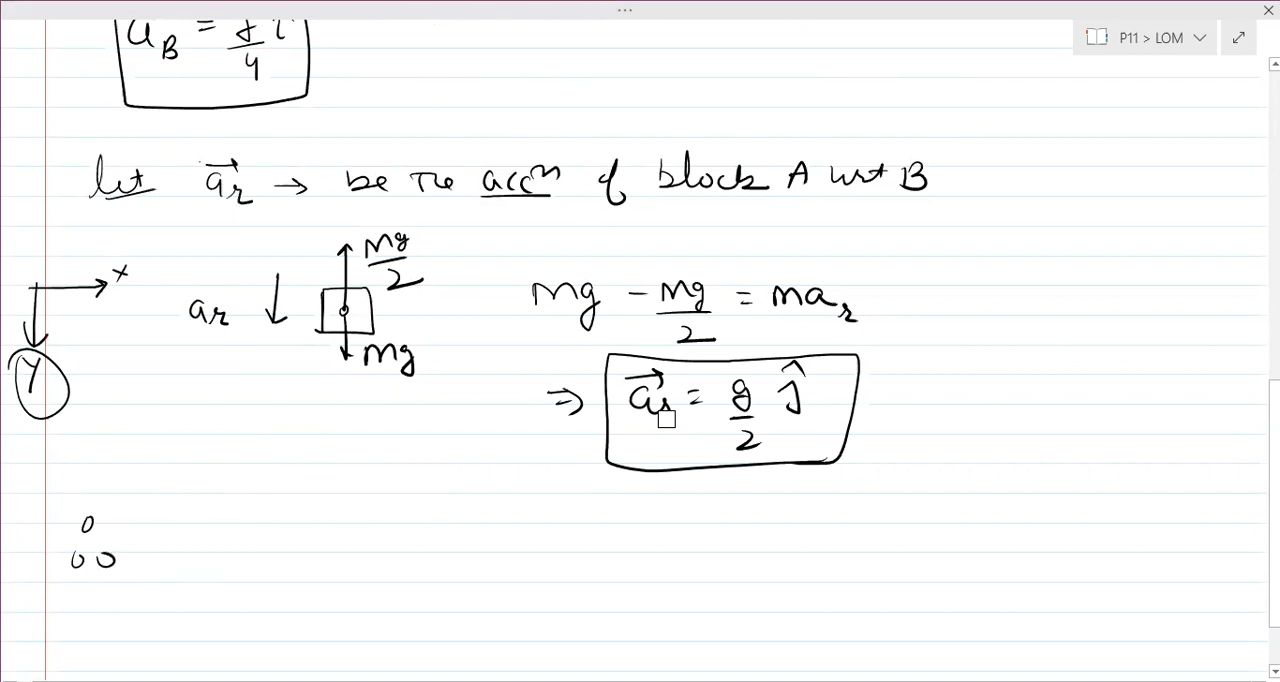 P11 > LOM
a_B = g/4 i
let a⃗_r → be the accⁿ of block A wrt B
x
Mg/2
a_r ↓
Mg - Mg/2 = ma_r
Y
Mg
⇒ a⃗_r = g/2 ĵ